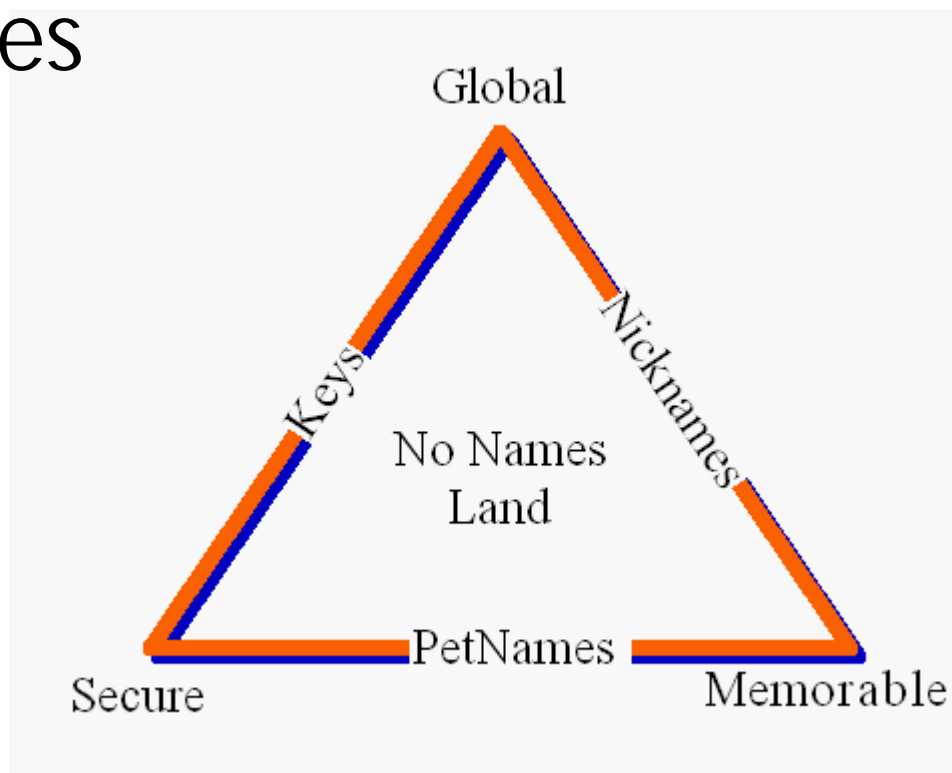 es
Global
Keys
Nicknames
No Names
Land
PetNames
Secure
Memorable